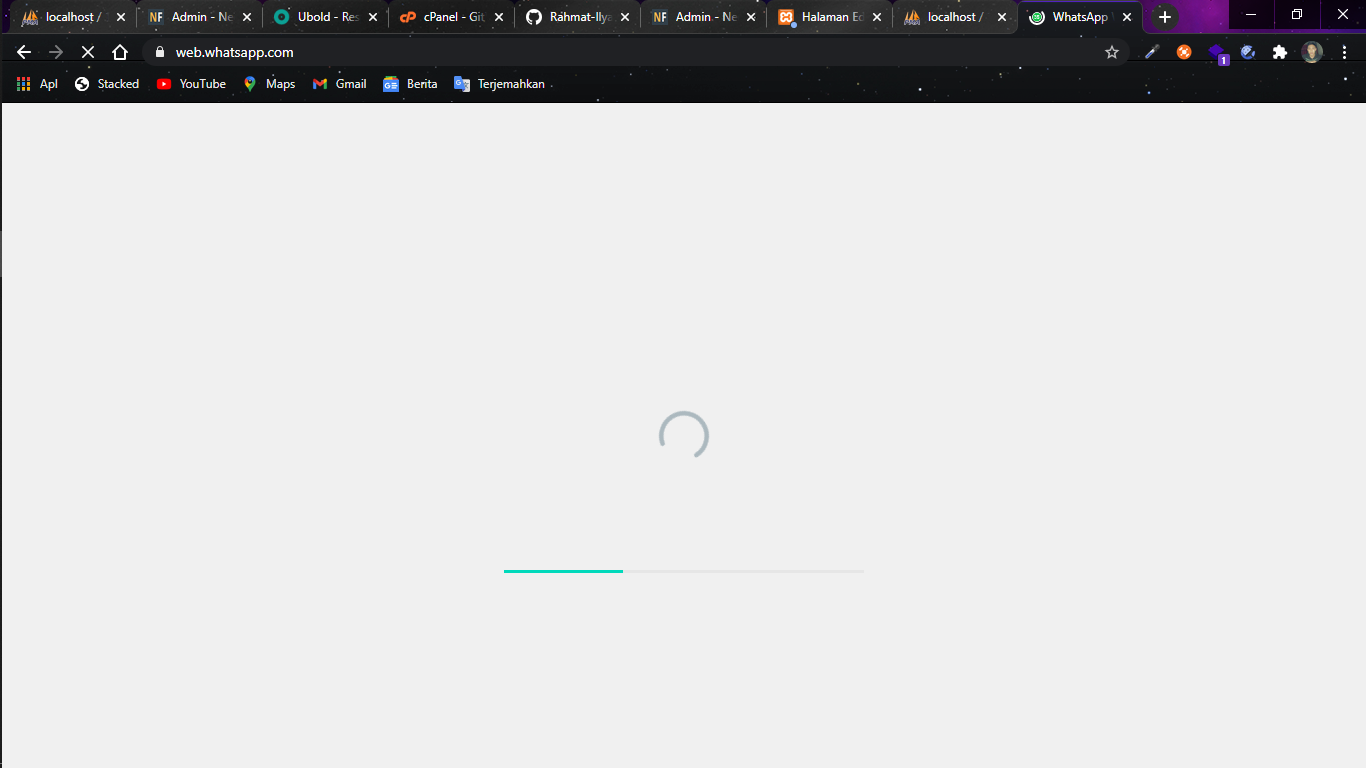 localhost / Admin - Ne Ubold - Res cPanel - Git Rahmat-Ilya NF Admin - Ne Halaman Ed localhost / WhatsApp
web.whatsapp.com
1
Apl Stacked YouTube Maps Gmail Berita Terjemahkan